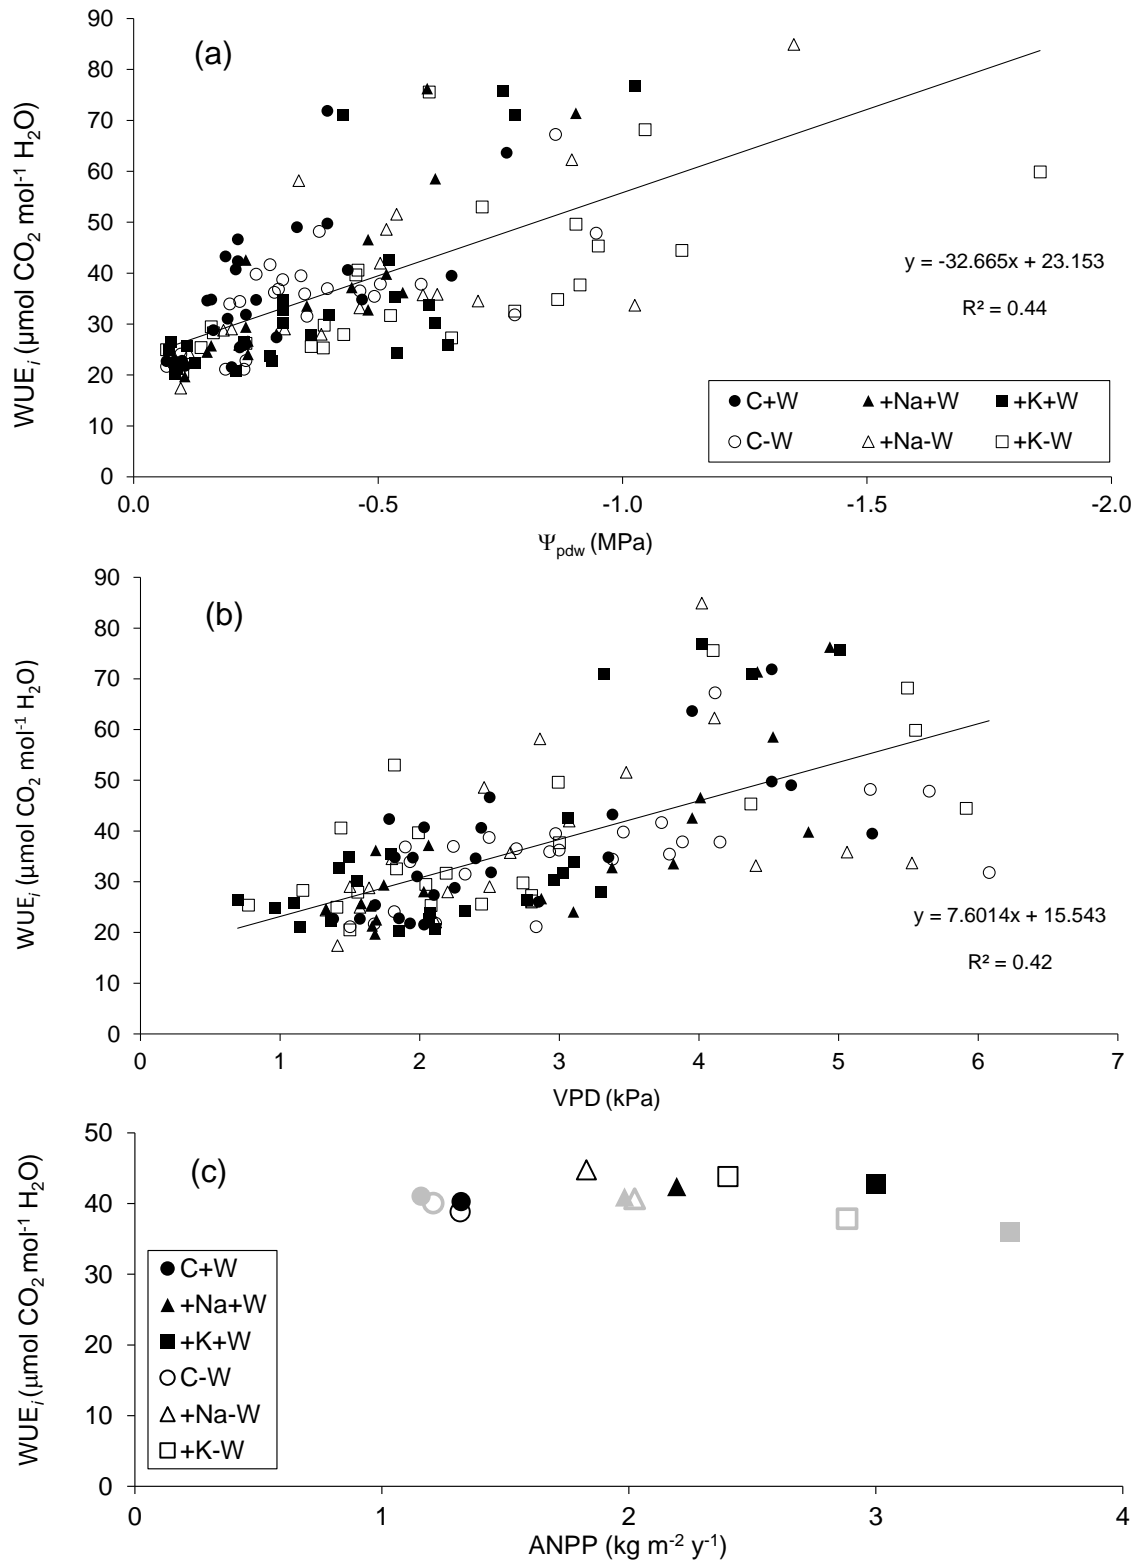 (a)
90
80
70
60
50
40
30
20
10
0
WUEi (µmol CO2 mol-1 H2O)
y = -32.665x + 23.153
R² = 0.44
C+W +Na+W +K+W
C-W +Na-W +K-W
0.0 -0.5 -1.0 -1.5 -2.0
Ψpdw (MPa)
(b)
90
80
70
60
50
40
30
20
10
0
WUEi (µmol CO2 mol-1 H2O)
y = 7.6014x + 15.543
R² = 0.42
0 1 2 3 4 5 6 7
VPD (kPa)
(c)
50
40
30
20
10
0
WUEi (µmol CO2 mol-1 H2O)
C+W
+Na+W
+K+W
C-W
+Na-W
+K-W
0 1 2 3 4
ANPP (kg m-2 y-1)